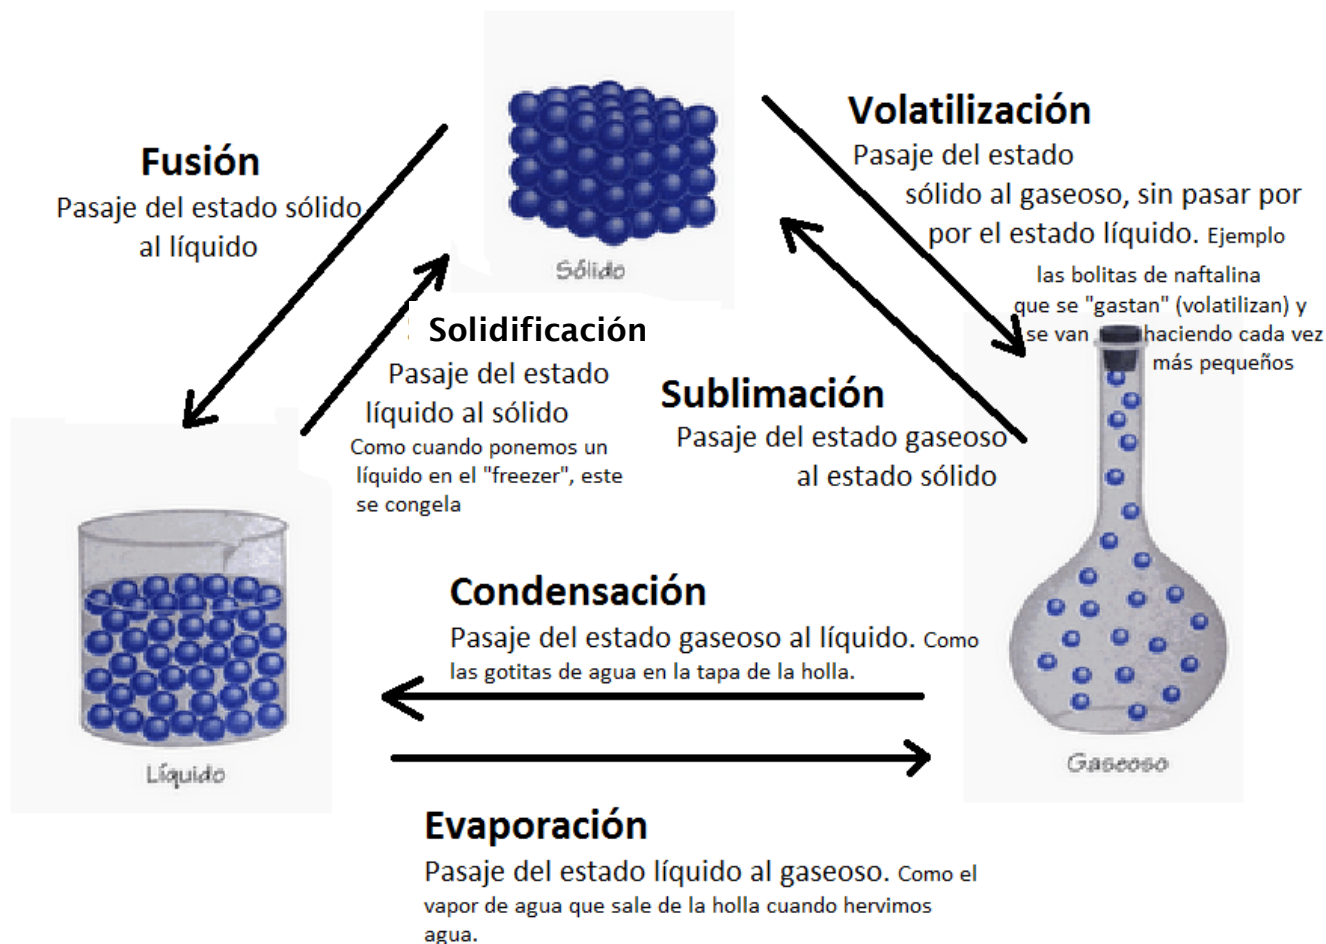 Fusión
Pasaje del estado sólido
al líquido
Sólido
Volatilización
Pasaje del estado
sólido al gaseoso, sin pasar por
por el estado líquido. Ejemplo
las bolitas de naftalina
que se "gastan" (volatilizan) y
se van haciendo cada vez
más pequeños
Solidificación
Pasaje del estado
líquido al sólido
Como cuando ponemos un
líquido en el "freezer", este
se congela
Sublimación
Pasaje del estado gaseoso
al estado sólido
Condensación
Pasaje del estado gaseoso al líquido. Como
las gotitas de agua en la tapa de la holla.
Líquido
Gaseoso
Evaporación
Pasaje del estado líquido al gaseoso. Como el
vapor de agua que sale de la holla cuando hervimos
agua.